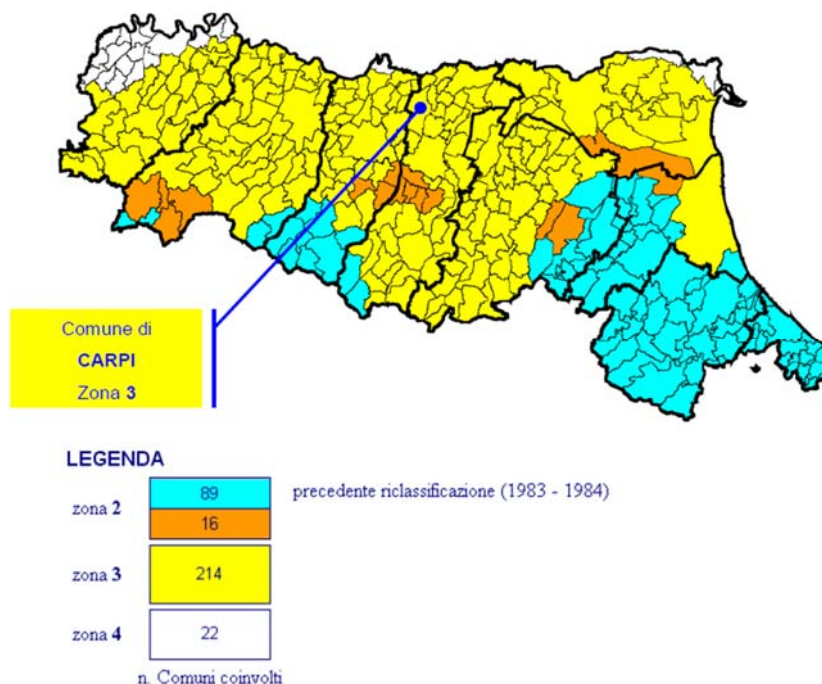 Comune di
CARPI
Zona 3
LEGENDA
zona 2
89
precedente riclassificazione (1983 - 1984)
16
zona 3
214
zona 4
22
n. Comuni coinvolti